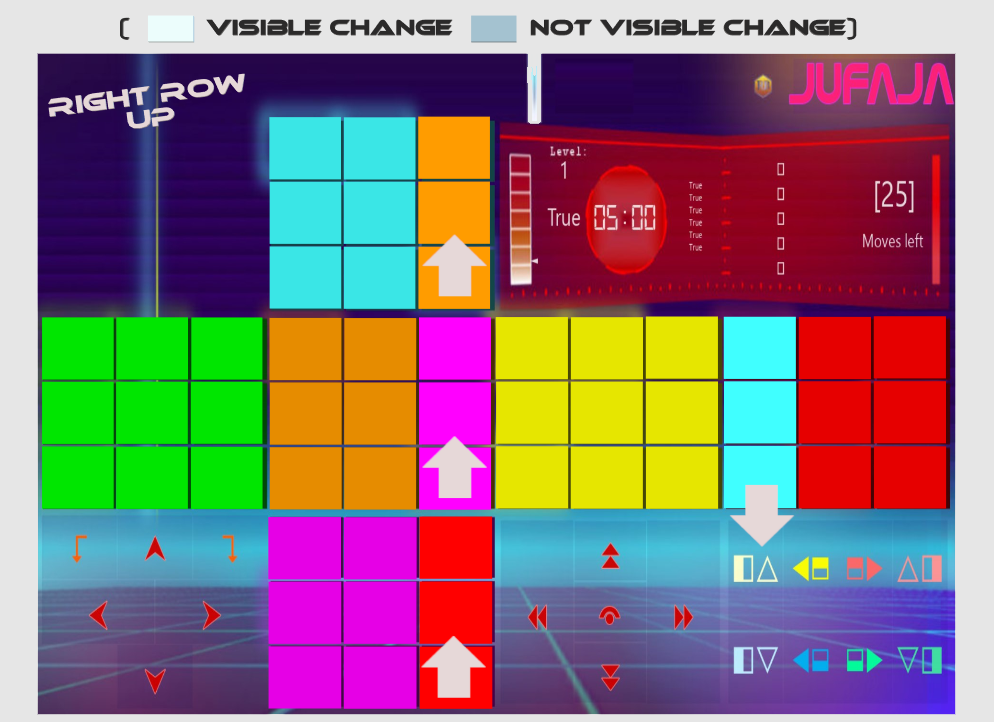 ( VISIBLE CHANGE NOT VISIBLE CHANGE)
RIGHT ROW
UP
JUFAJA
Level:
1
True
05:00
True
True
True
True
True
True
[25]
Moves left